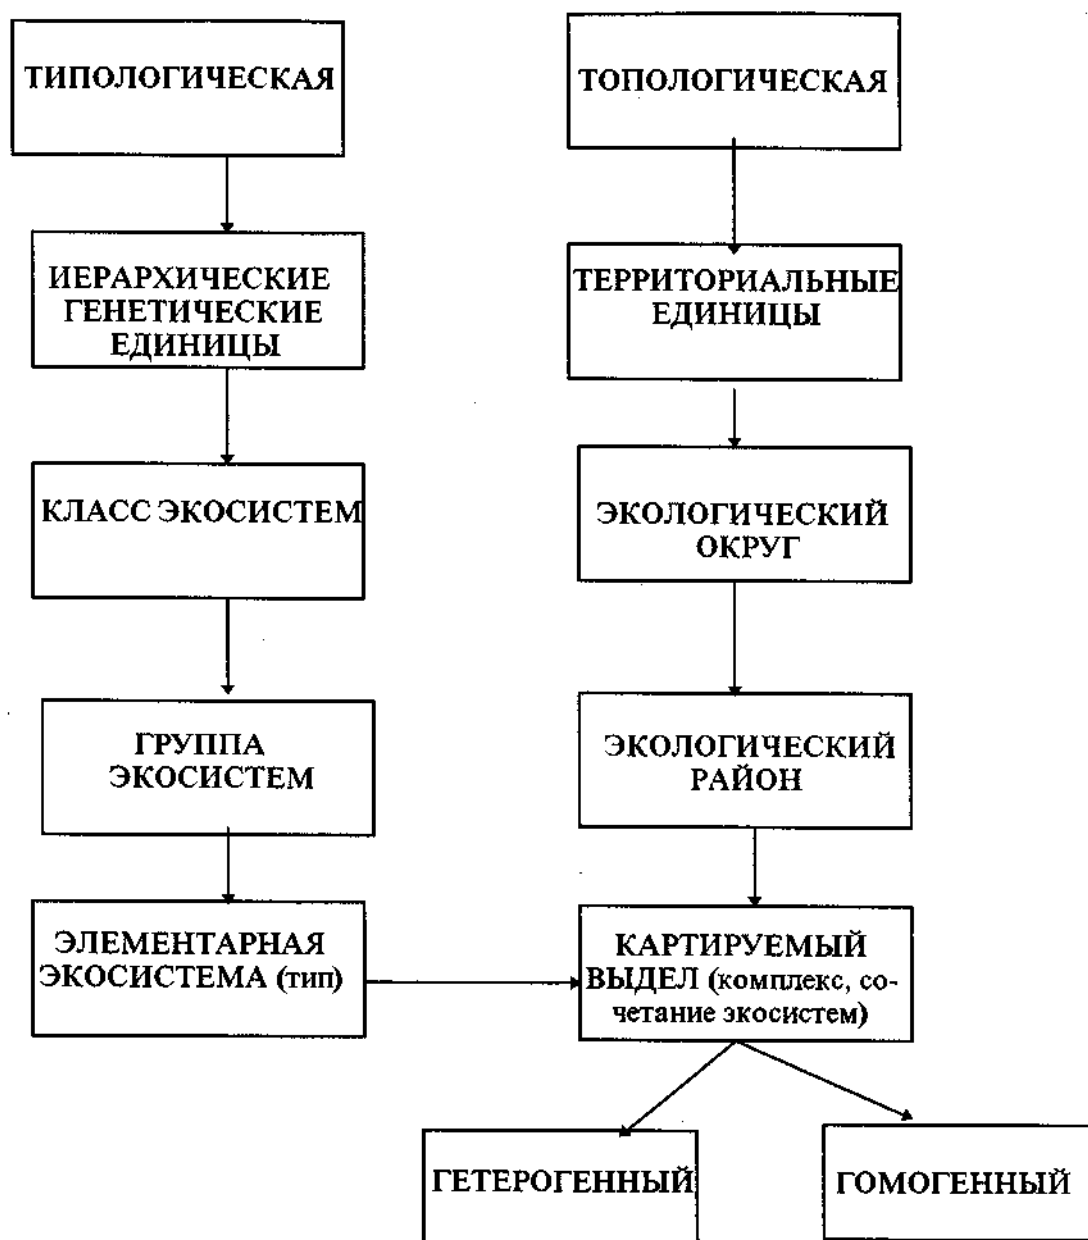 ТИПОЛОГИЧЕСКАЯ
ТОПОЛОГИЧЕСКАЯ
ИЕРАРХИЧЕСКИЕ
ГЕНЕТИЧЕСКИЕ
ЕДИНИЦЫ
ТЕРРИТОРИАЛЬНЫЕ
ЕДИНИЦЫ
КЛАСС ЭКОСИСТЕМ
ЭКОЛОГИЧЕСКИЙ
ОКРУГ
ГРУППА
ЭКОСИСТЕМ
ЭКОЛОГИЧЕСКИЙ
РАЙОН
ЭЛЕМЕНТАРНАЯ
ЭКОСИСТЕМА (тип)
КАРТИРУЕМЫЙ
ВЫДЕЛ (комплекс, со-
четание экосистем)
ГЕТЕРОГЕННЫЙ
ГОМОГЕННЫЙ